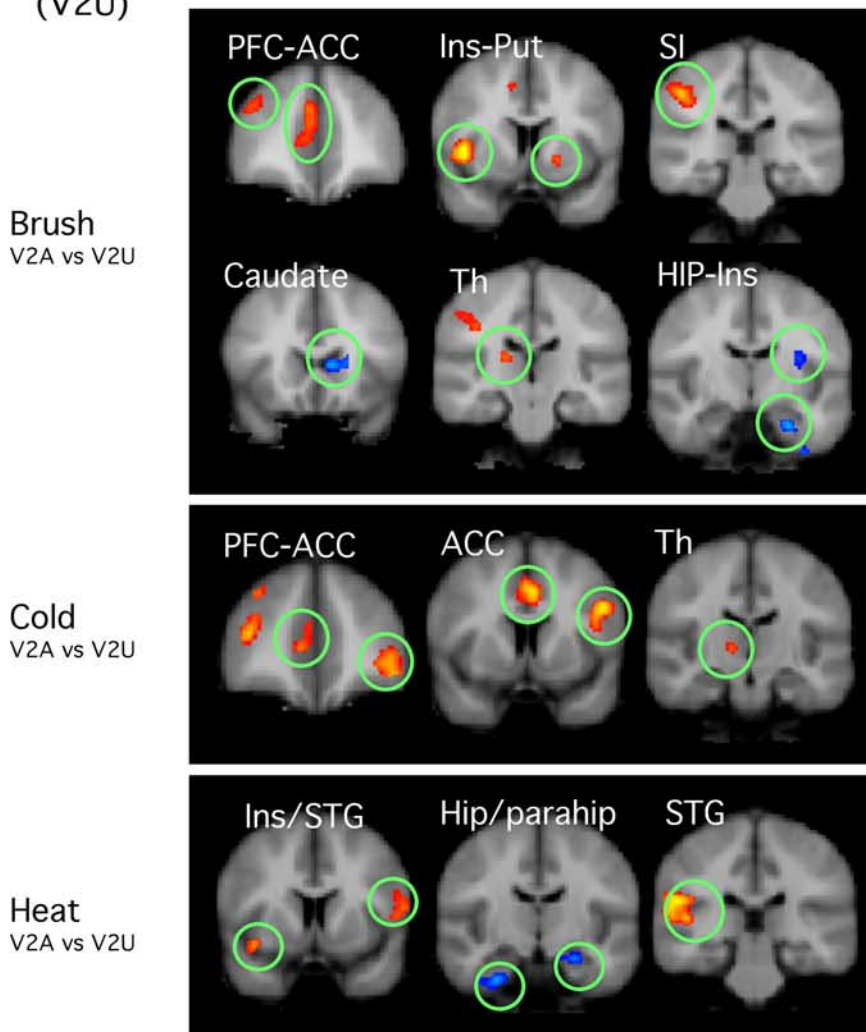 (V2U)
PFC-ACC
Ins-Put
SI
Brush
V2A vs V2U
Caudate
Th
HIP-Ins
PFC-ACC
ACC
Th
Cold
V2A vs V2U
Ins/STG
Hip/parahip
STG
Heat
V2A vs V2U